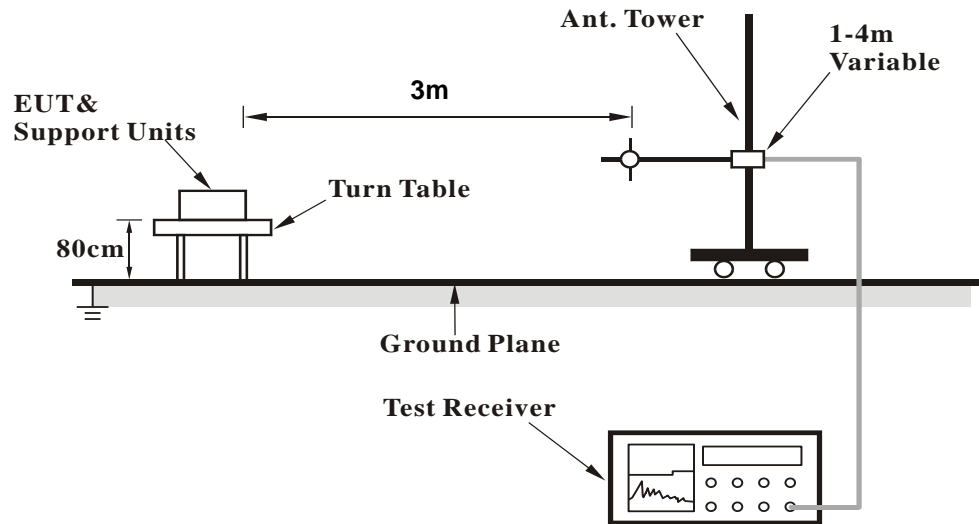 Ant. Tower
1-4m
Variable
3m
EUT&
Support Units
Turn Table
80cm
Ground Plane
Test Receiver